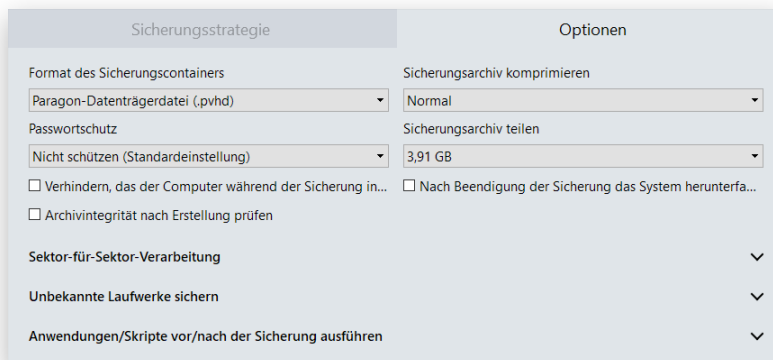 Sicherungsstrategie
Optionen
Format des Sicherungscontainers
Sicherungsarchiv komprimieren
Paragon-Datenträgerdatei (.pvhd)
Normal
Passwortschutz
Sicherungsarchiv teilen
Nicht schützen (Standardeinstellung)
3,91 GB
Verhindern, das der Computer während der Sicherung in...
Nach Beendigung der Sicherung das System herunterfa...
Archivintegrität nach Erstellung prüfen
Sektor-für-Sektor-Verarbeitung
Unbekannte Laufwerke sichern
Anwendungen/Skripte vor/nach der Sicherung ausführen